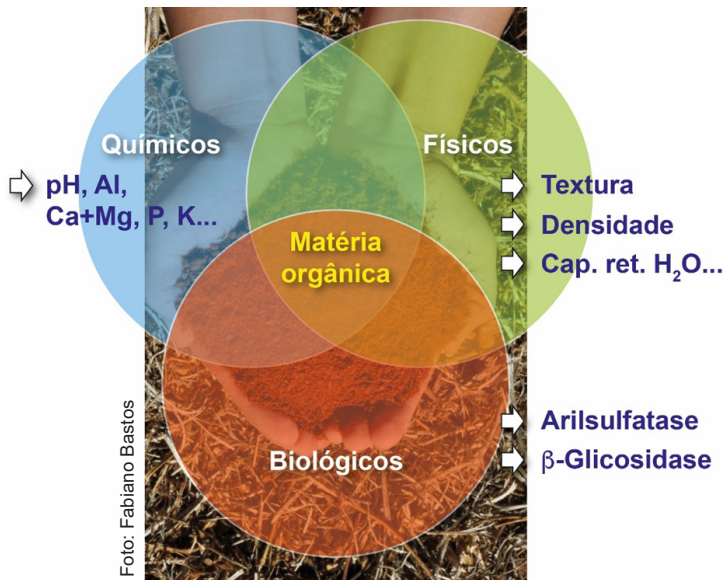 Químicos
Físicos
pH, Al,
Ca+Mg, P, K...
Textura
Densidade
Cap. ret. H₂O...
Matéria
orgânica
Arilsulfatase
Biológicos
β-Glicosidase
Foto: Fabiano Bastos